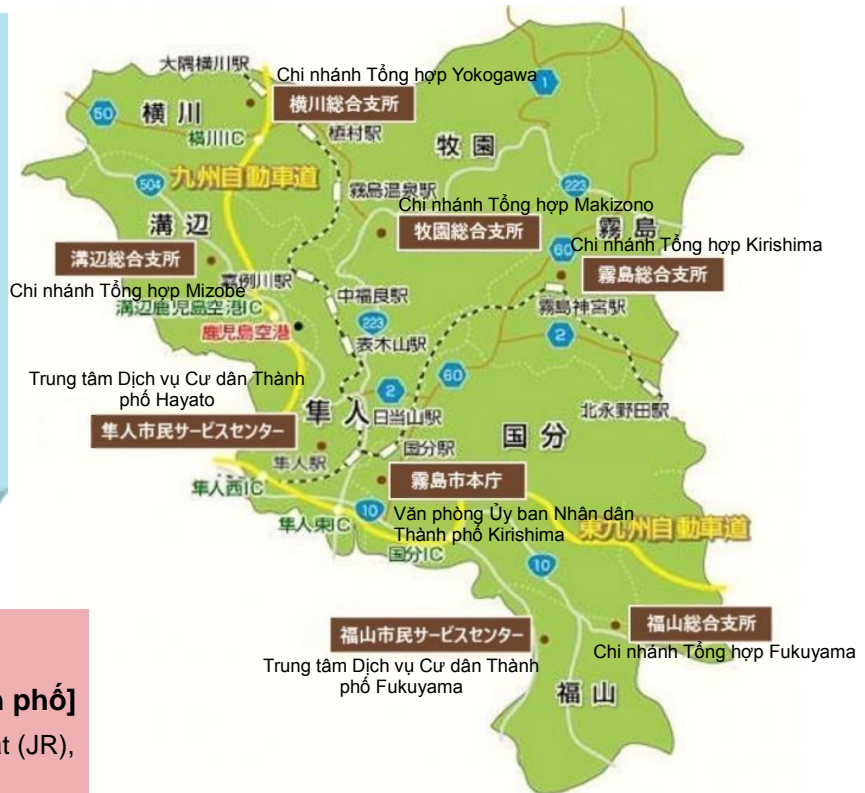 大隅横川駅
Chi nhánh Tổng hợp Yokogawa
横川総合支所
1
50
横川
横川IC
植村駅
牧園
504
九州自動車道
霧島温泉駅
223
Chi nhánh Tổng hợp Makizono
牧園総合支所
溝辺
霧島
60
Chi nhánh Tổng hợp Kirishima
霧島総合支所
溝辺総合支所
Chi nhánh Tổng hợp Mizobe
嘉例川駅
中福良駅
霧島神宮駅
溝辺鹿児島空港IC
鹿児島空港
223
表木山駅
2
Trung tâm Dịch vụ Cư dân Thành
phố Hayato
60
2
隼人
日当山駅
北永野田駅
隼人市民サービスセンター
国分
国分駅
隼人駅
霧島市本庁
隼人西IC
10
Văn phòng Ủy ban Nhân dân
Thành phố Kirishima
隼人東IC
東九州自動車道
国分IC
10
福山市民サービスセンター
福山総合支所
Trung tâm Dịch vụ Cư dân Thành
phố Fukuyama
Chi nhánh Tổng hợp Fukuyama
福山
phố]
(JR),